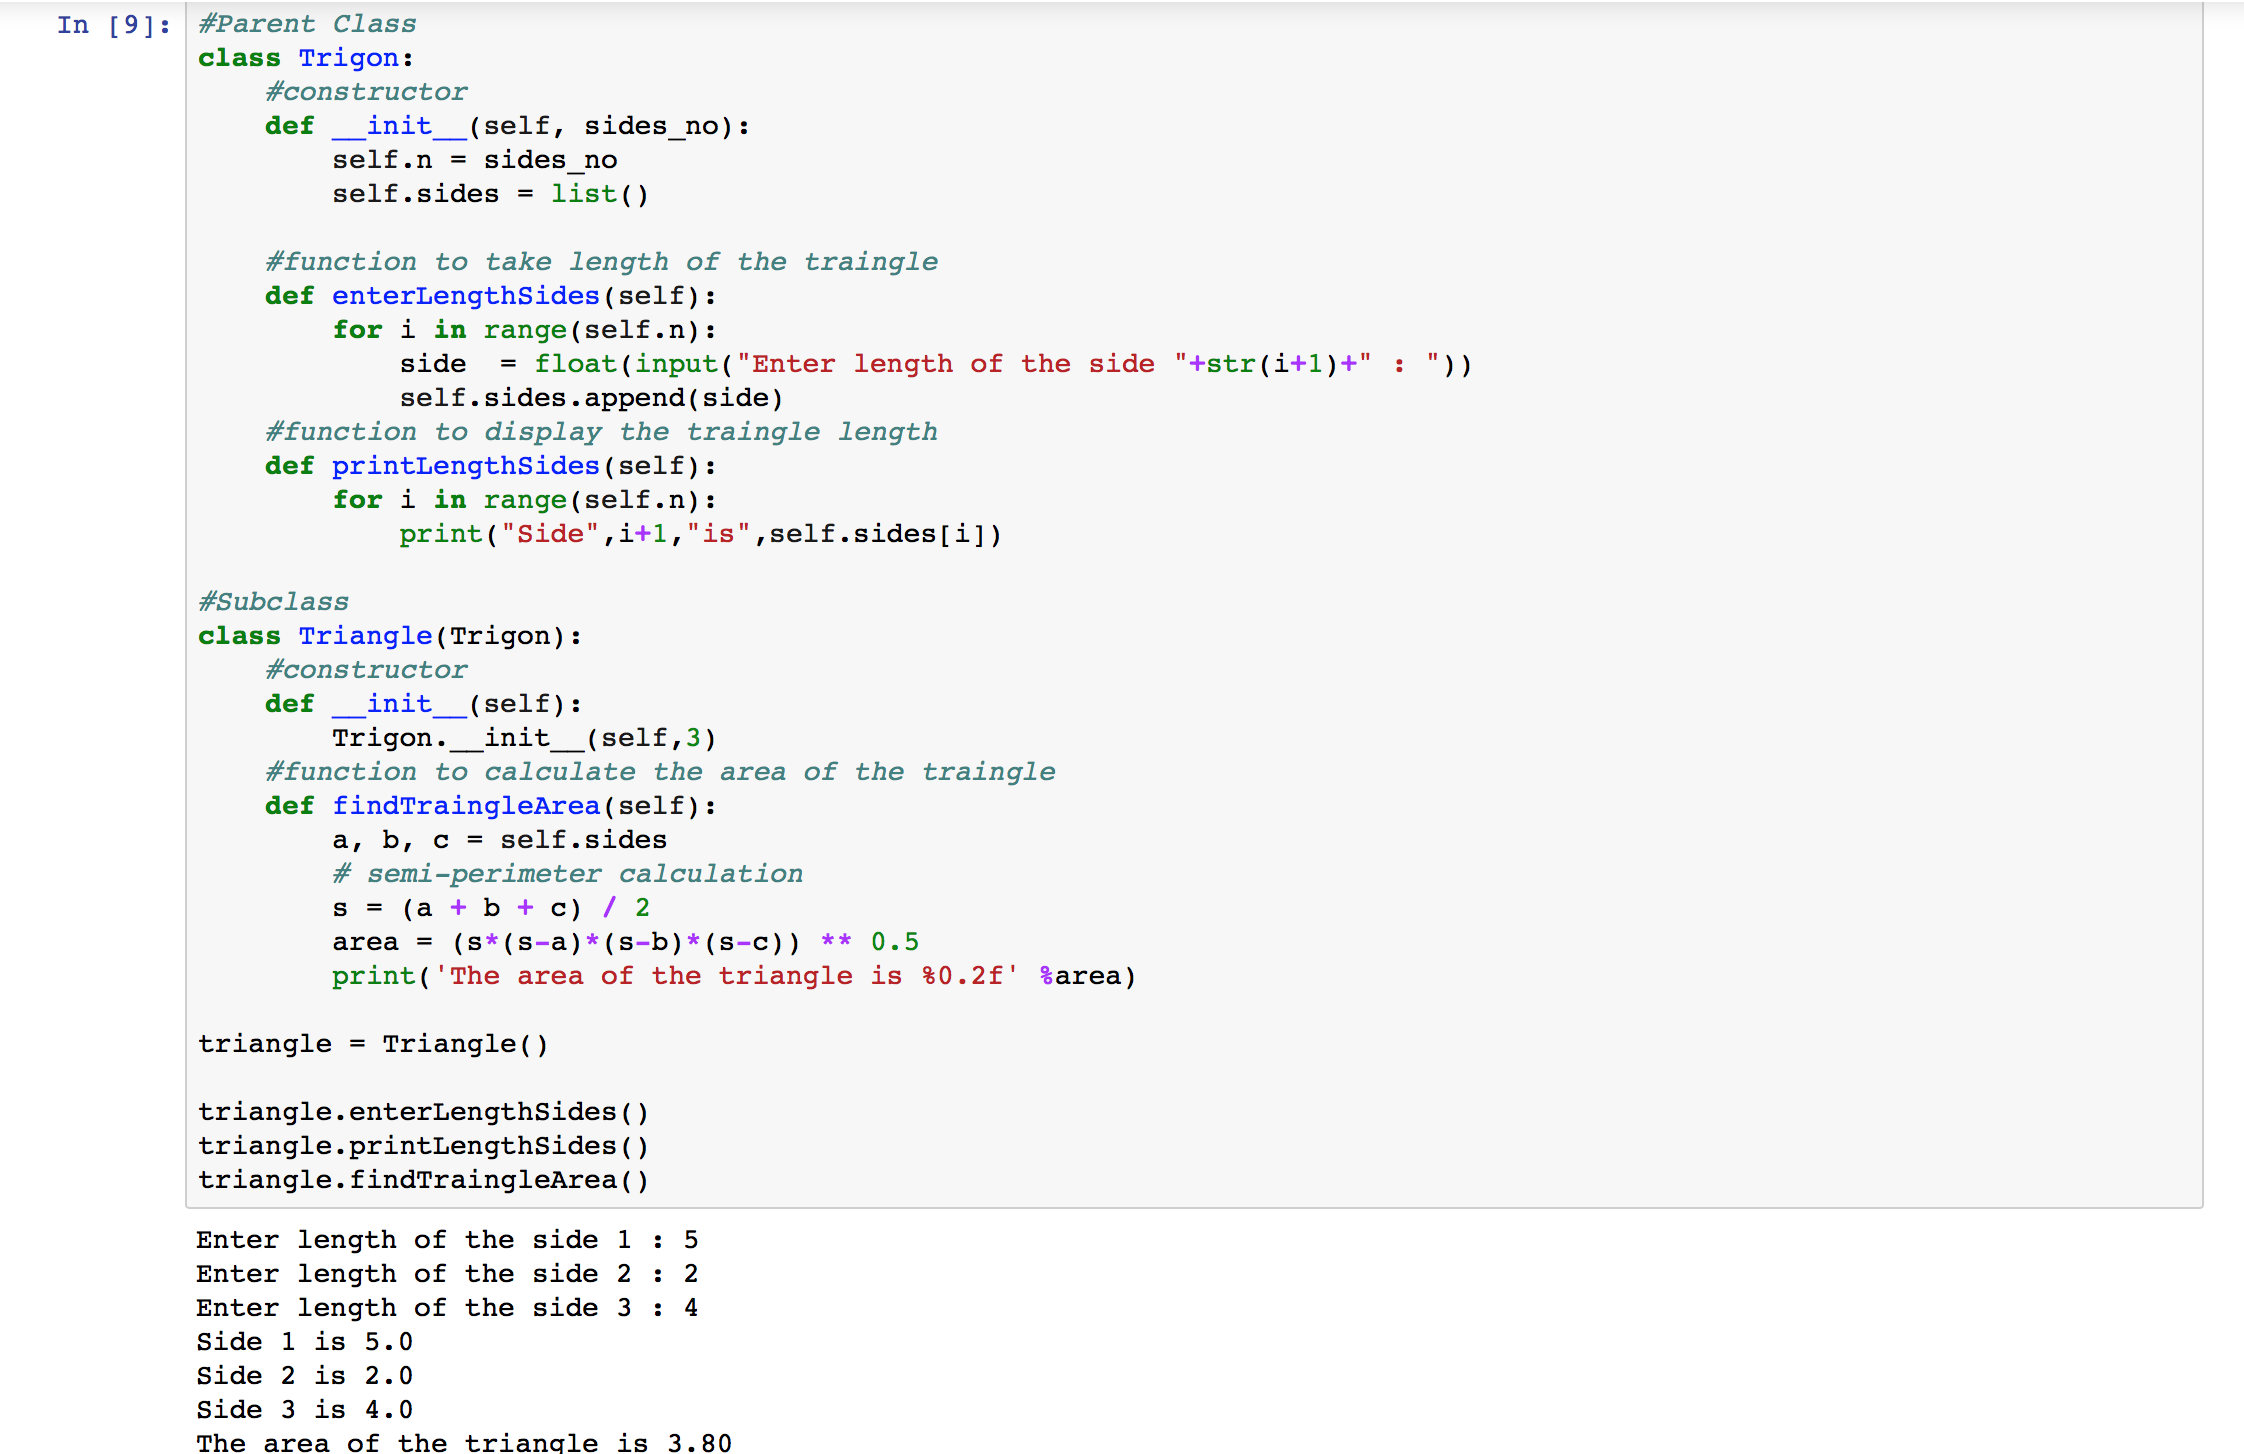 In [9]:
#Parent Class
class Trigon:
    #constructor
    def __init__(self, sides_no):
        self.n = sides_no
        self.sides = list()

    #function to take length of the traingle
    def enterLengthSides(self):
        for i in range(self.n):
            side  = float(input("Enter length of the side "+str(i+1)+" : "))
            self.sides.append(side)
    #function to display the traingle length
    def printLengthSides(self):
        for i in range(self.n):
            print("Side",i+1,"is",self.sides[i])

#Subclass
class Triangle(Trigon):
    #constructor
    def __init__(self):
        Trigon.__init__(self,3)
    #function to calculate the area of the traingle
    def findTraingleArea(self):
        a, b, c = self.sides
        # semi-perimeter calculation
        s = (a + b + c) / 2
        area = (s*(s-a)*(s-b)*(s-c)) ** 0.5
        print('The area of the triangle is %0.2f' %area)

triangle = Triangle()

triangle.enterLengthSides()
triangle.printLengthSides()
triangle.findTraingleArea()
Enter length of the side 1 : 5
Enter length of the side 2 : 2
Enter length of the side 3 : 4
Side 1 is 5.0
Side 2 is 2.0
Side 3 is 4.0
The area of the triangle is 3.80